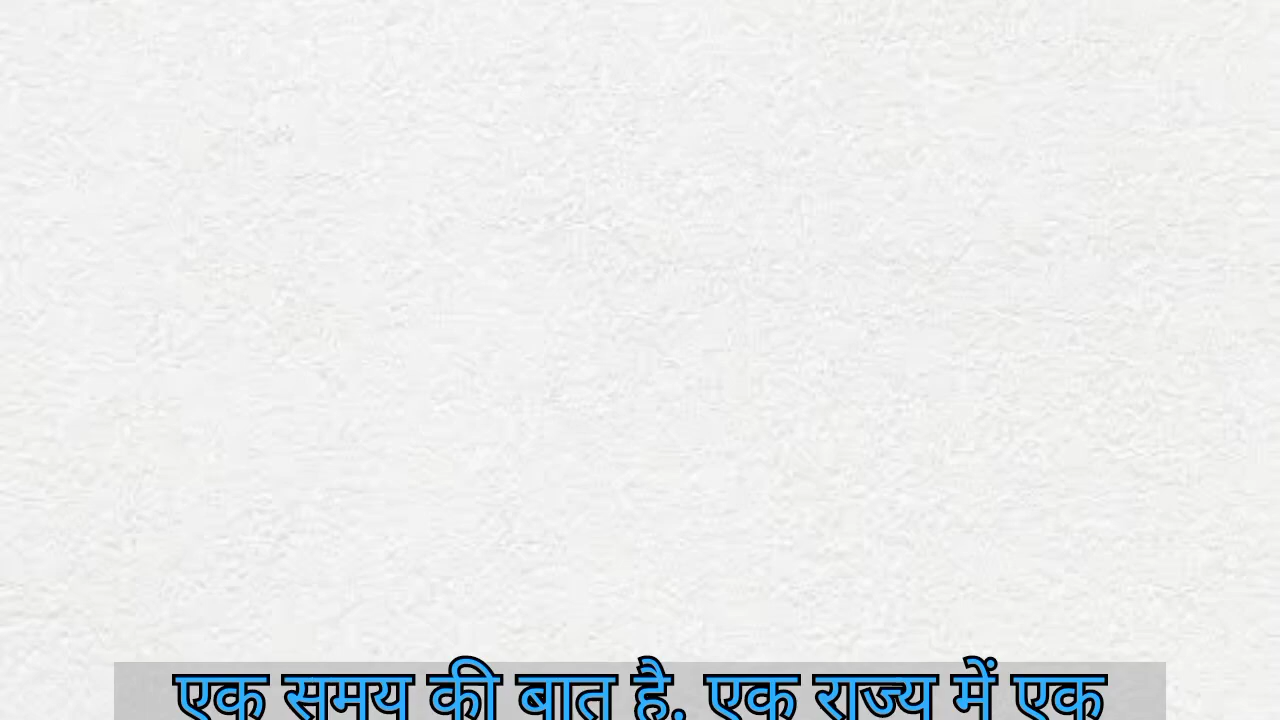 एक समय की बात है. एक राज्य में एक